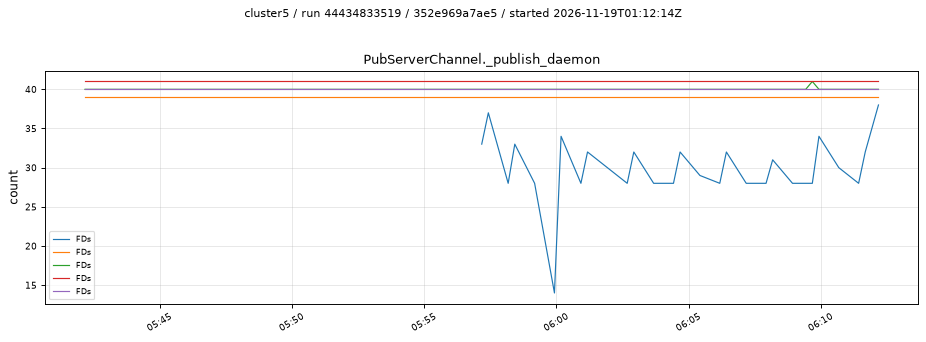 cluster5 / run 44434833519 / 352e969a7ae5 / started 2026-11-19T01:12:14Z
PubServerChannel._publish_daemon
count
40
35
30
25
20
15
FDs
FDs
FDs
FDs
FDs
05:45
05:50
05:55
06:00
06:05
06:10